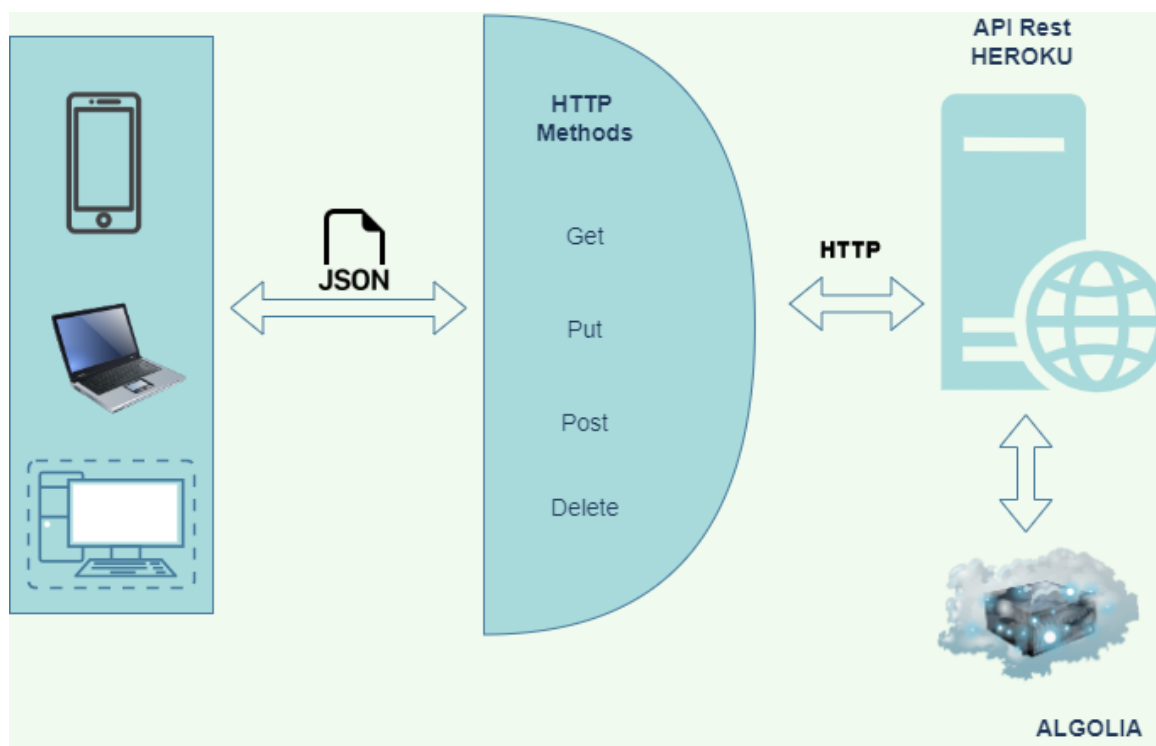 API Rest
HEROKU
HTTP
Methods
Get
Put
Post
Delete
JSON
HTTP
ALGOLIA